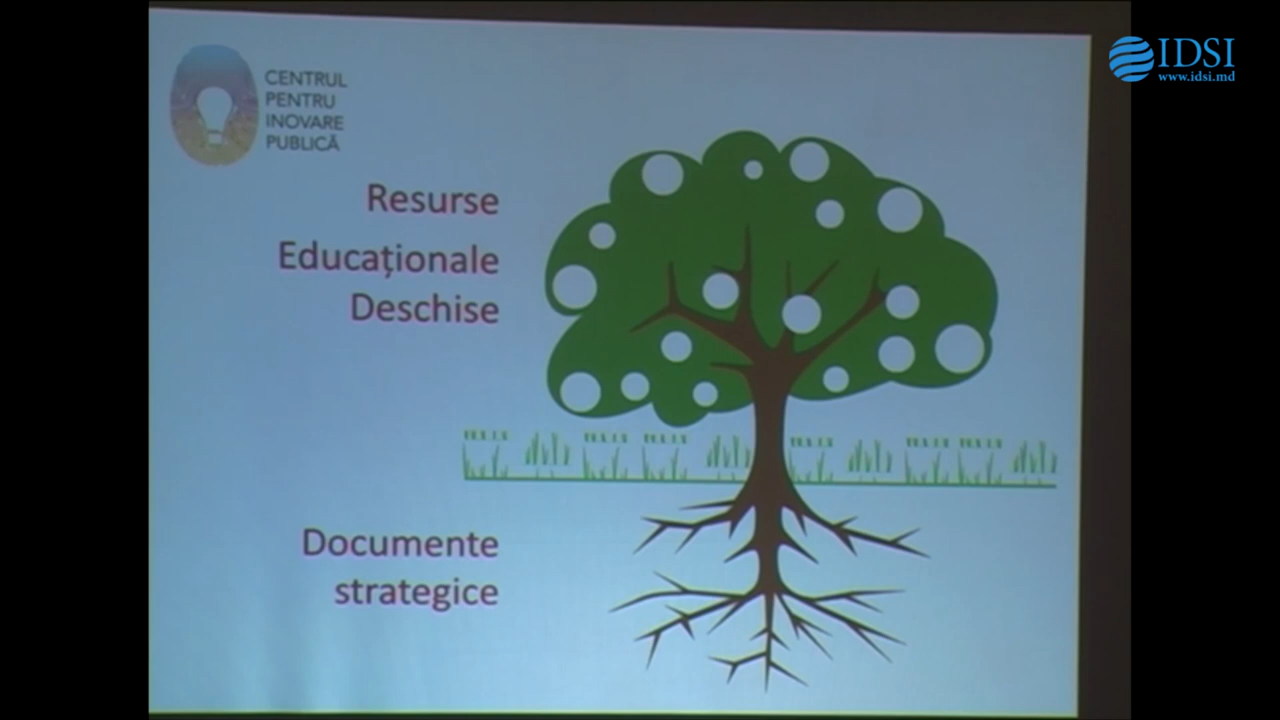 CENTRUL
PENTRU
INOVARE
PUBLICĂ
Resurse
Educaționale
Deschise
Documente
strategice
IDSI
www.idsi.md